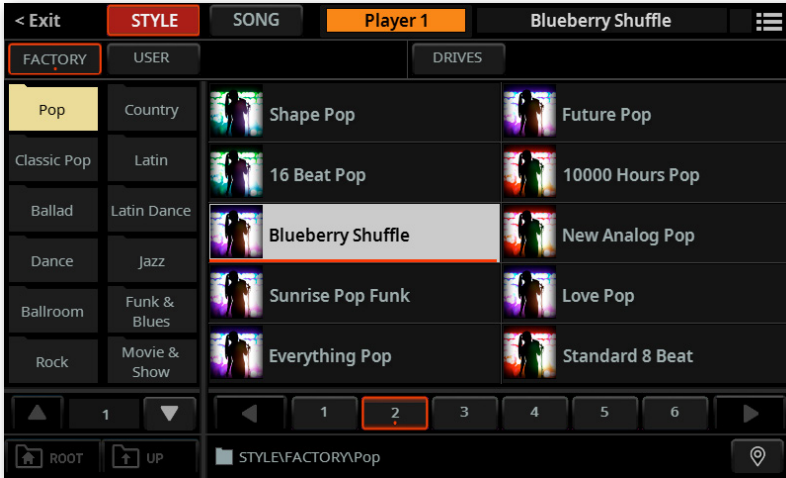 < Exit STYLE SONG Player 1 Blueberry Shuffle
FACTORY USER DRIVES
Pop Country
Classic Pop Latin
Ballad Latin Dance
Dance Jazz
Ballroom Funk &
Blues
Rock Movie &
Show
Shape Pop Future Pop
16 Beat Pop 10000 Hours Pop
Blueberry Shuffle New Analog Pop
Sunrise Pop Funk Love Pop
Everything Pop Standard 8 Beat
1 1 2 3 4 5 6
ROOT UP STYLE\FACTORY\Pop